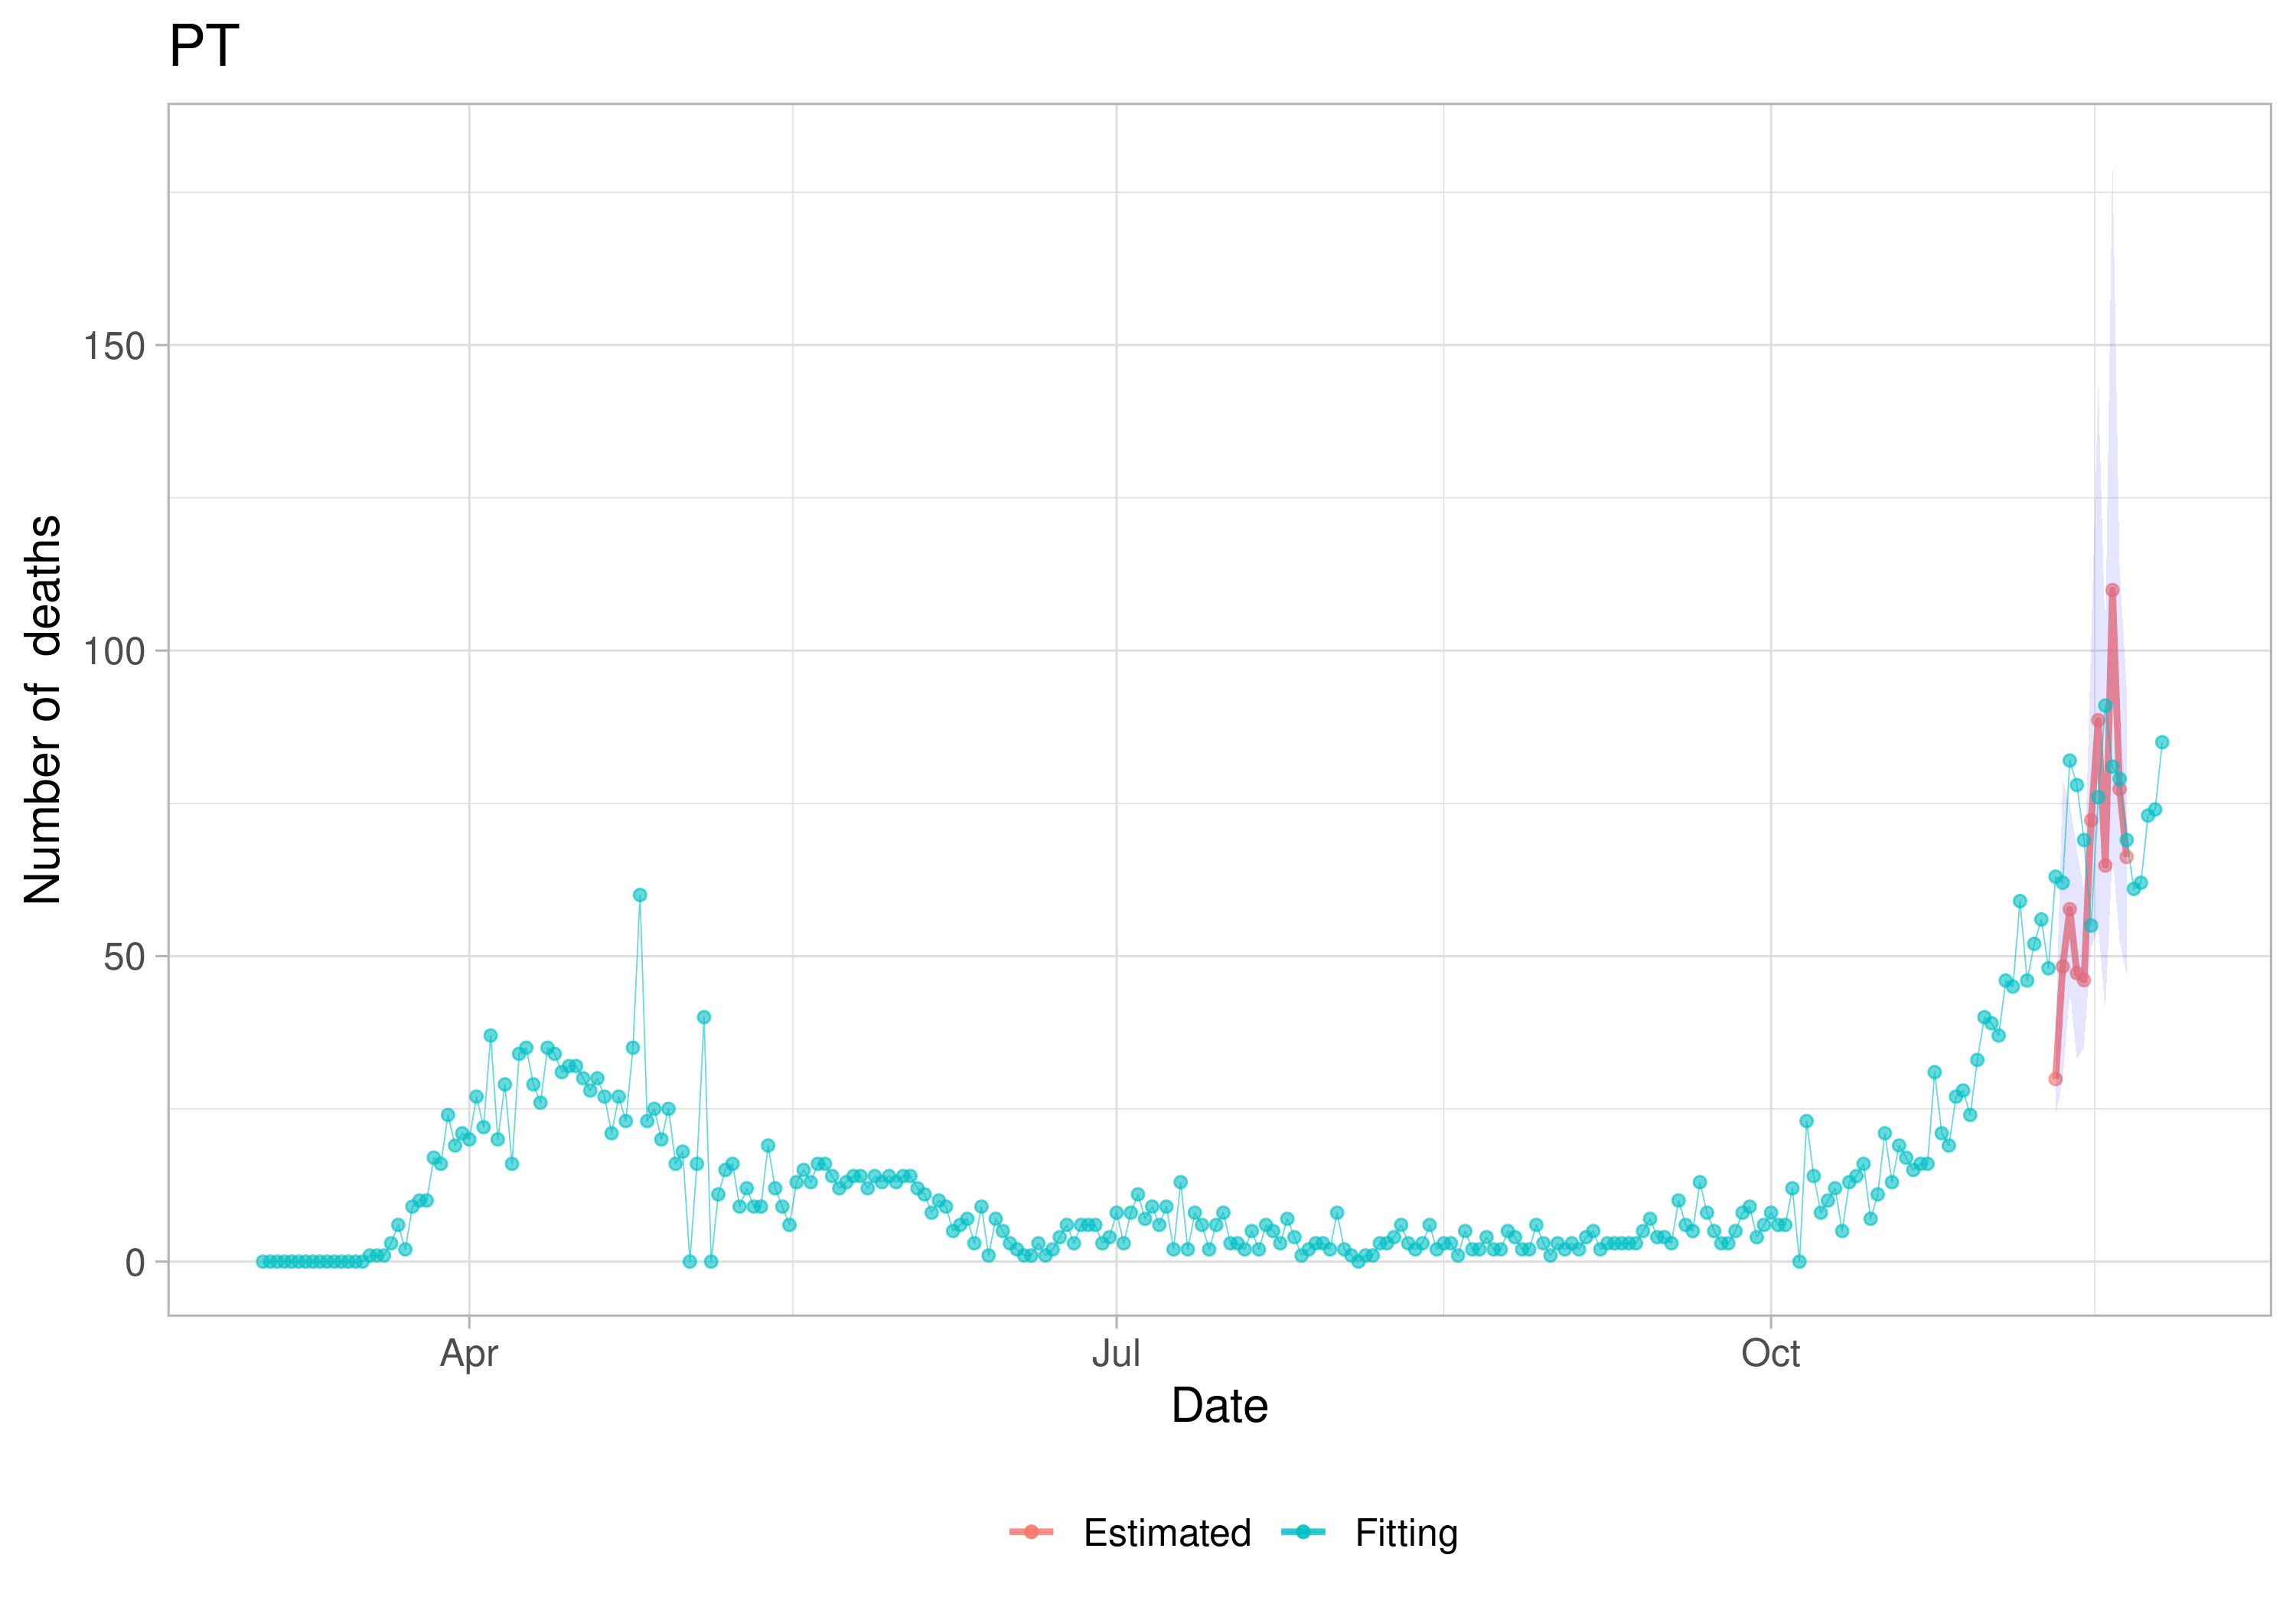 PT
Number of  deaths
150
100
50
0
Apr Jul Oct
Date
Estimated Fitting